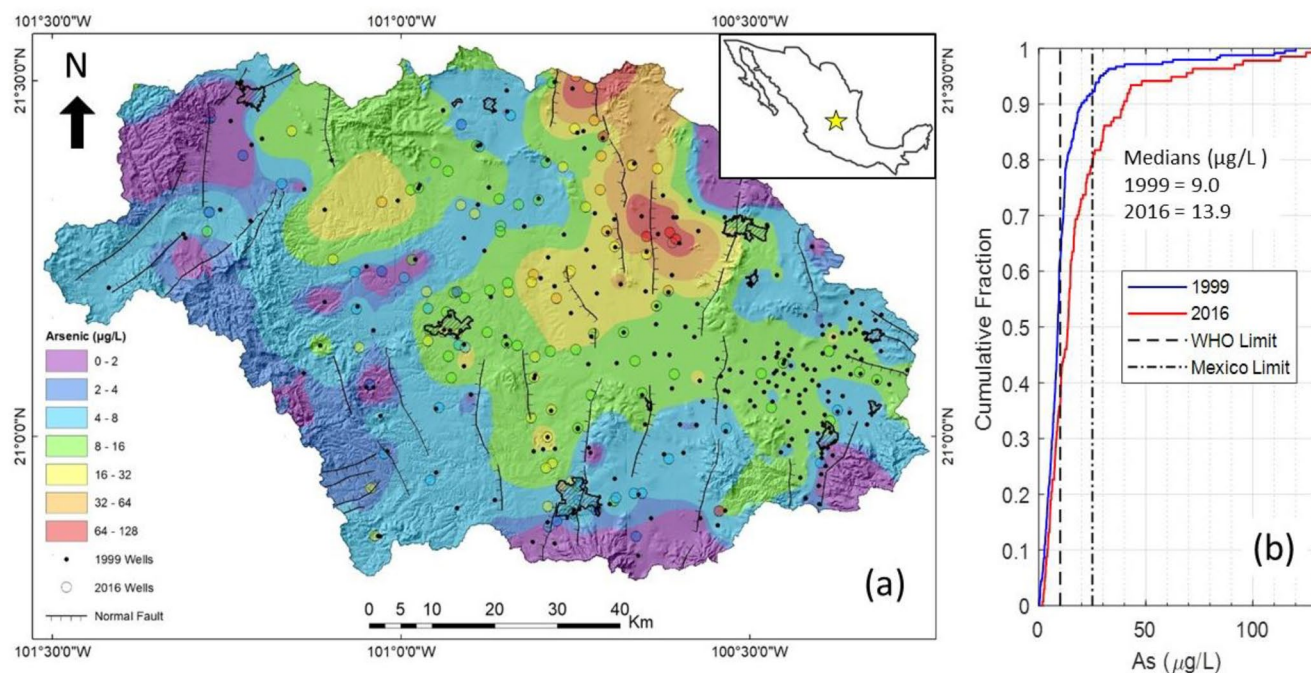 101°30'0"W
101°0'0"W
100°30'0"W
N
21°30'0"N
21°30'0"N
21°0'0"N
21°0'0"N
Arsenic (µg/L)
0 - 2
2 - 4
4 - 8
8 - 16
16 - 32
32 - 64
64 - 128
1999 Wells
2016 Wells
Normal Fault
0 5 10 20 30 40
Km
(a)
101°30'0"W
101°0'0"W
100°30'0"W
1
0.9
0.8
0.7
0.6
0.5
0.4
0.3
0.2
0.1
0
Cumulative Fraction
Medians (µg/L )
1999 = 9.0
2016 = 13.9
1999
2016
WHO Limit
Mexico Limit
(b)
0 50 100
As (µg/L)